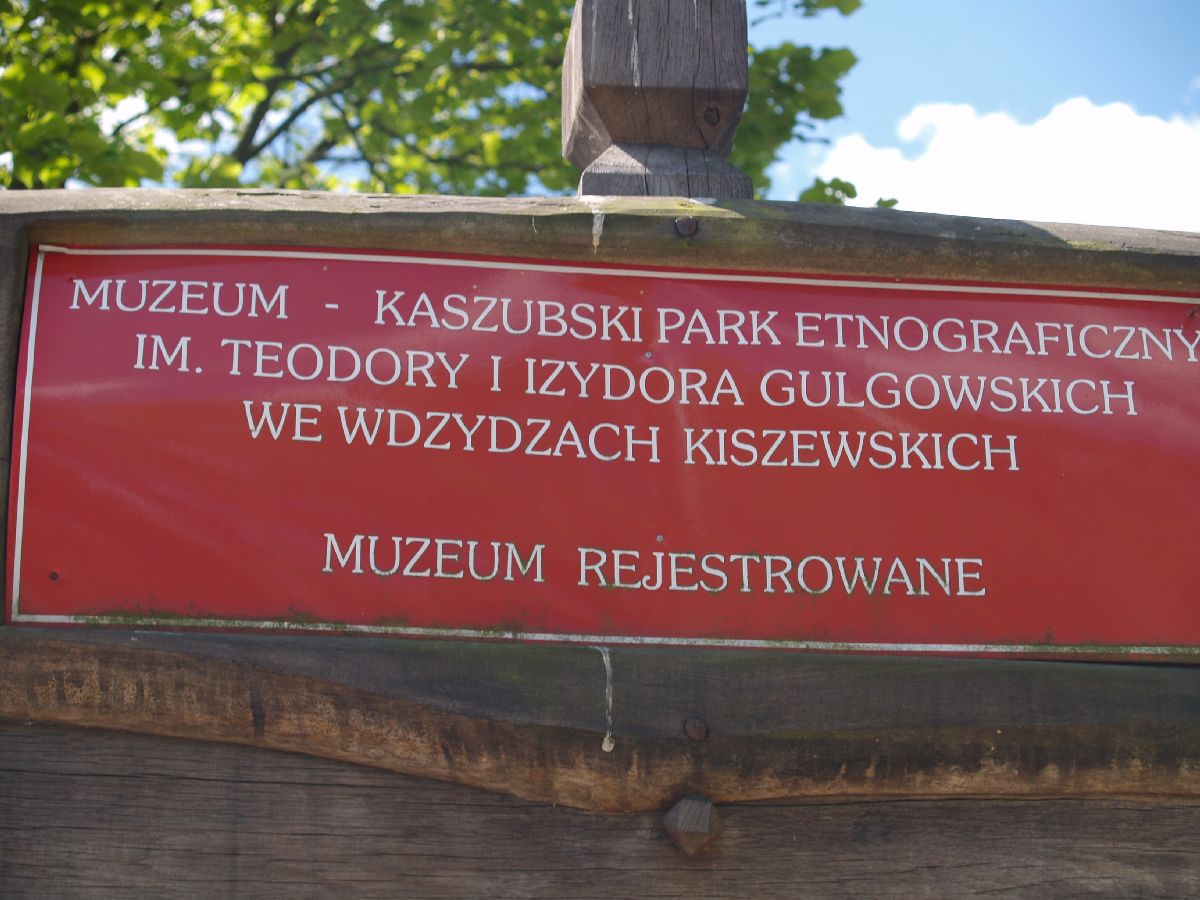 MUZEUM - KASZUBSKI PARK ETNOGRAFICZNY
IM. TEODORY I IZYDORA GULGOWSKICH
WE WDZYDZACH KISZEWSKICH
MUZEUM REJESTROWANE